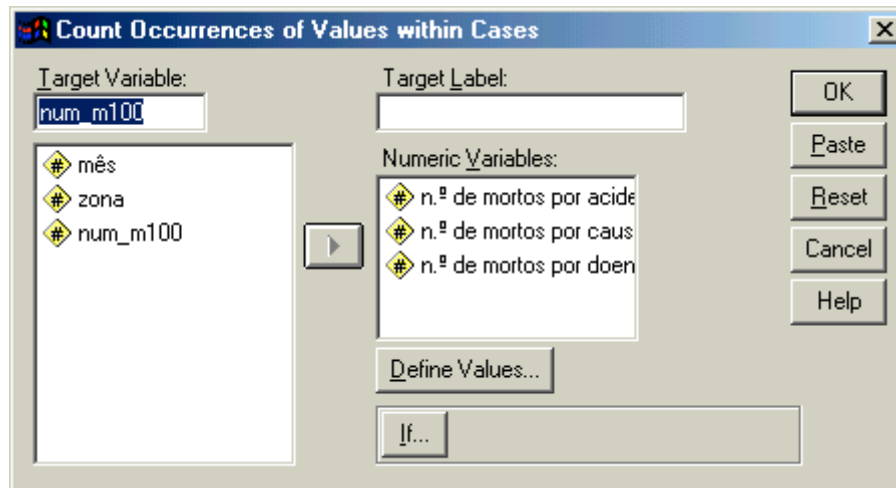 Count Occurrences of Values within Cases
Target Variable:
num_m100
mês
zona
num_m100
Target Label:
Numeric Variables:
n.º de mortos por acide
n.º de mortos por caus
n.º de mortos por doen
Define Values...
If...
OK
Paste
Reset
Cancel
Help